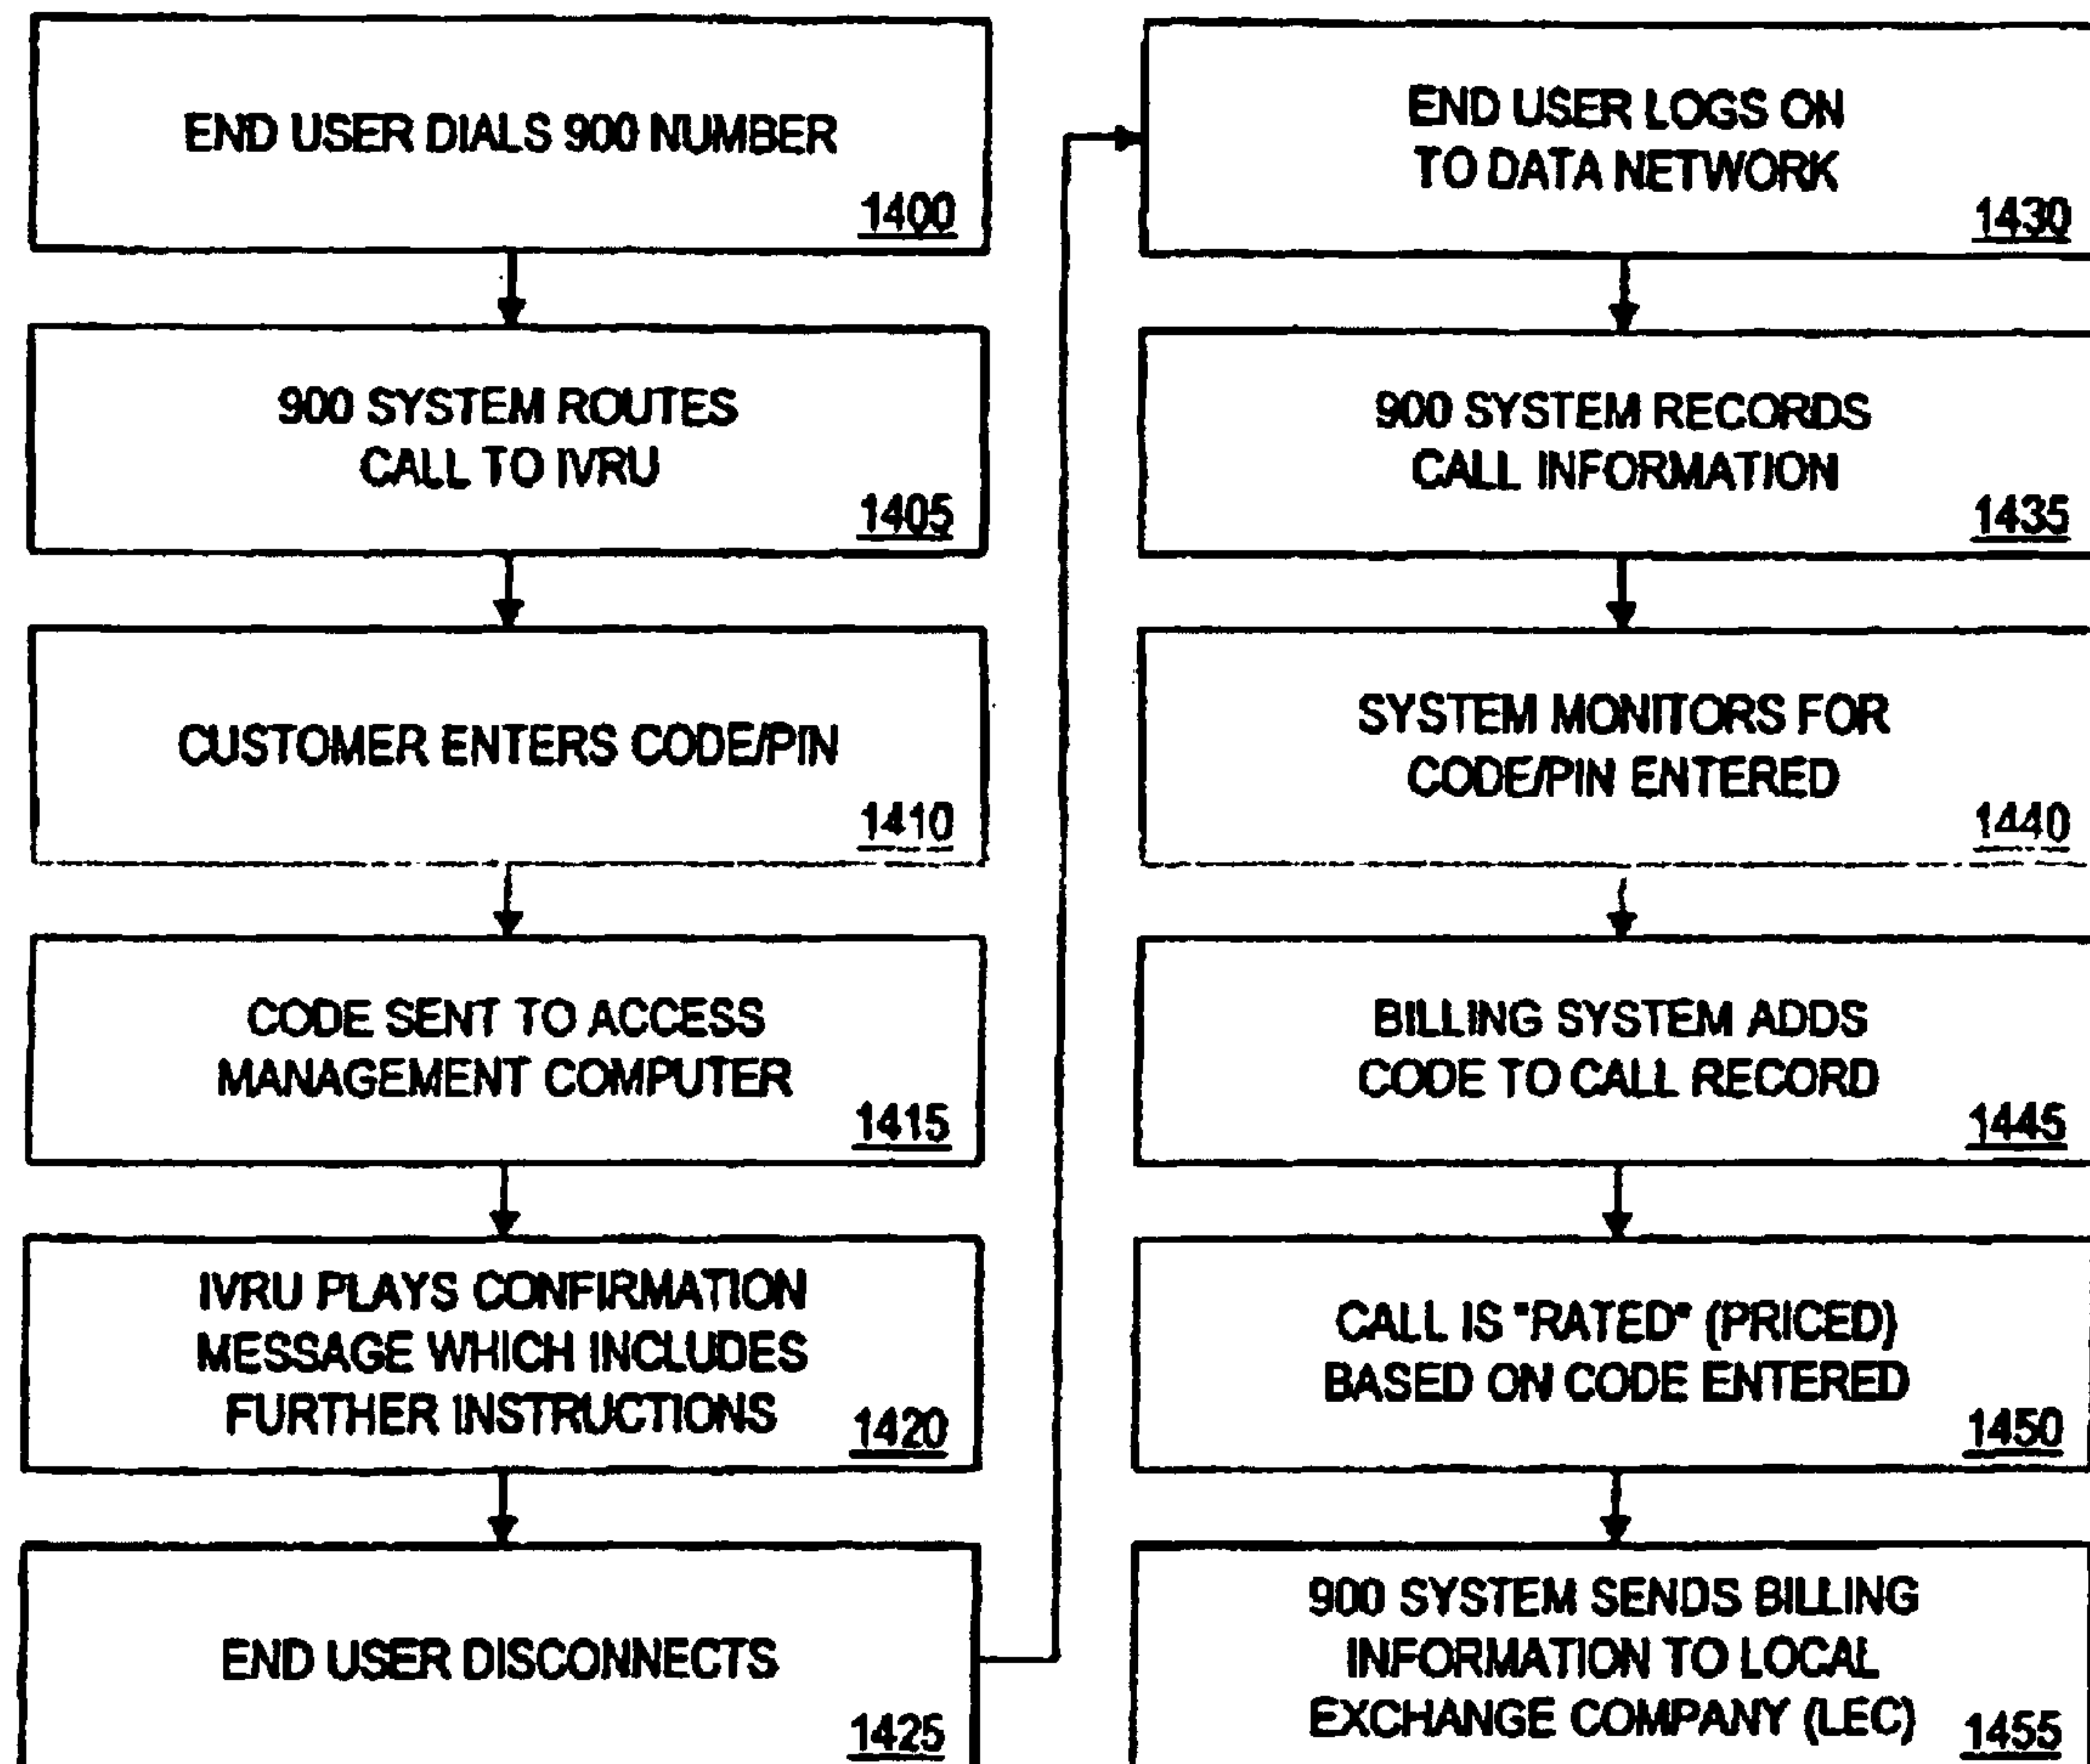 END USER DIALS 900 NUMBER
1400
900 SYSTEM ROUTES
CALL TO IVRU
1405
CUSTOMER ENTERS CODE/PIN
1410
CODE SENT TO ACCESS
MANAGEMENT COMPUTER
1415
IVRU PLAYS CONFIRMATION
MESSAGE WHICH INCLUDES
FURTHER INSTRUCTIONS
1420
END USER DISCONNECTS
1425
END USER LOGS ON
TO DATA NETWORK
1430
900 SYSTEM RECORDS
CALL INFORMATION
1435
SYSTEM MONITORS FOR
CODE/PIN ENTERED
1440
BILLING SYSTEM ADDS
CODE TO CALL RECORD
1445
CALL IS "RATED" (PRICED)
BASED ON CODE ENTERED
1450
900 SYSTEM SENDS BILLING
INFORMATION TO LOCAL
EXCHANGE COMPANY (LEC)
1455